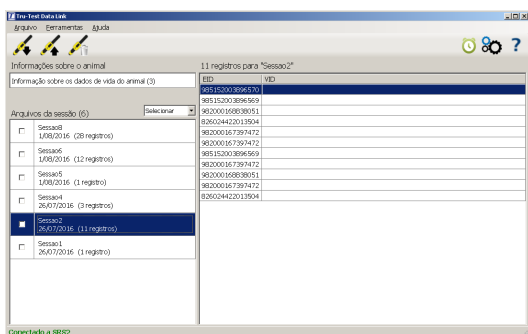 Tru-Test Data Link
Arquivo Ferramentas Ajuda
Informações sobre o animal
Informação sobre os dados de vida do animal (3)
Arquivos da sessão (6)
Selecionar
Sessao8
1/08/2016 (28 registros)
Sessao6
1/08/2016 (12 registros)
Sessao5
1/08/2016 (1 registro)
Sessao4
26/07/2016 (3 registros)
Sessao2
26/07/2016 (11 registros)
Sessao1
26/07/2016 (1 registro)
11 registros para "Sessao2"
EID VID
985152003896570
985152003896569
982000168838051
826024422013504
982000167397472
982000167397472
985152003896569
982000167397472
982000168838051
982000167397472
826024422013504
Conectado a SRS2